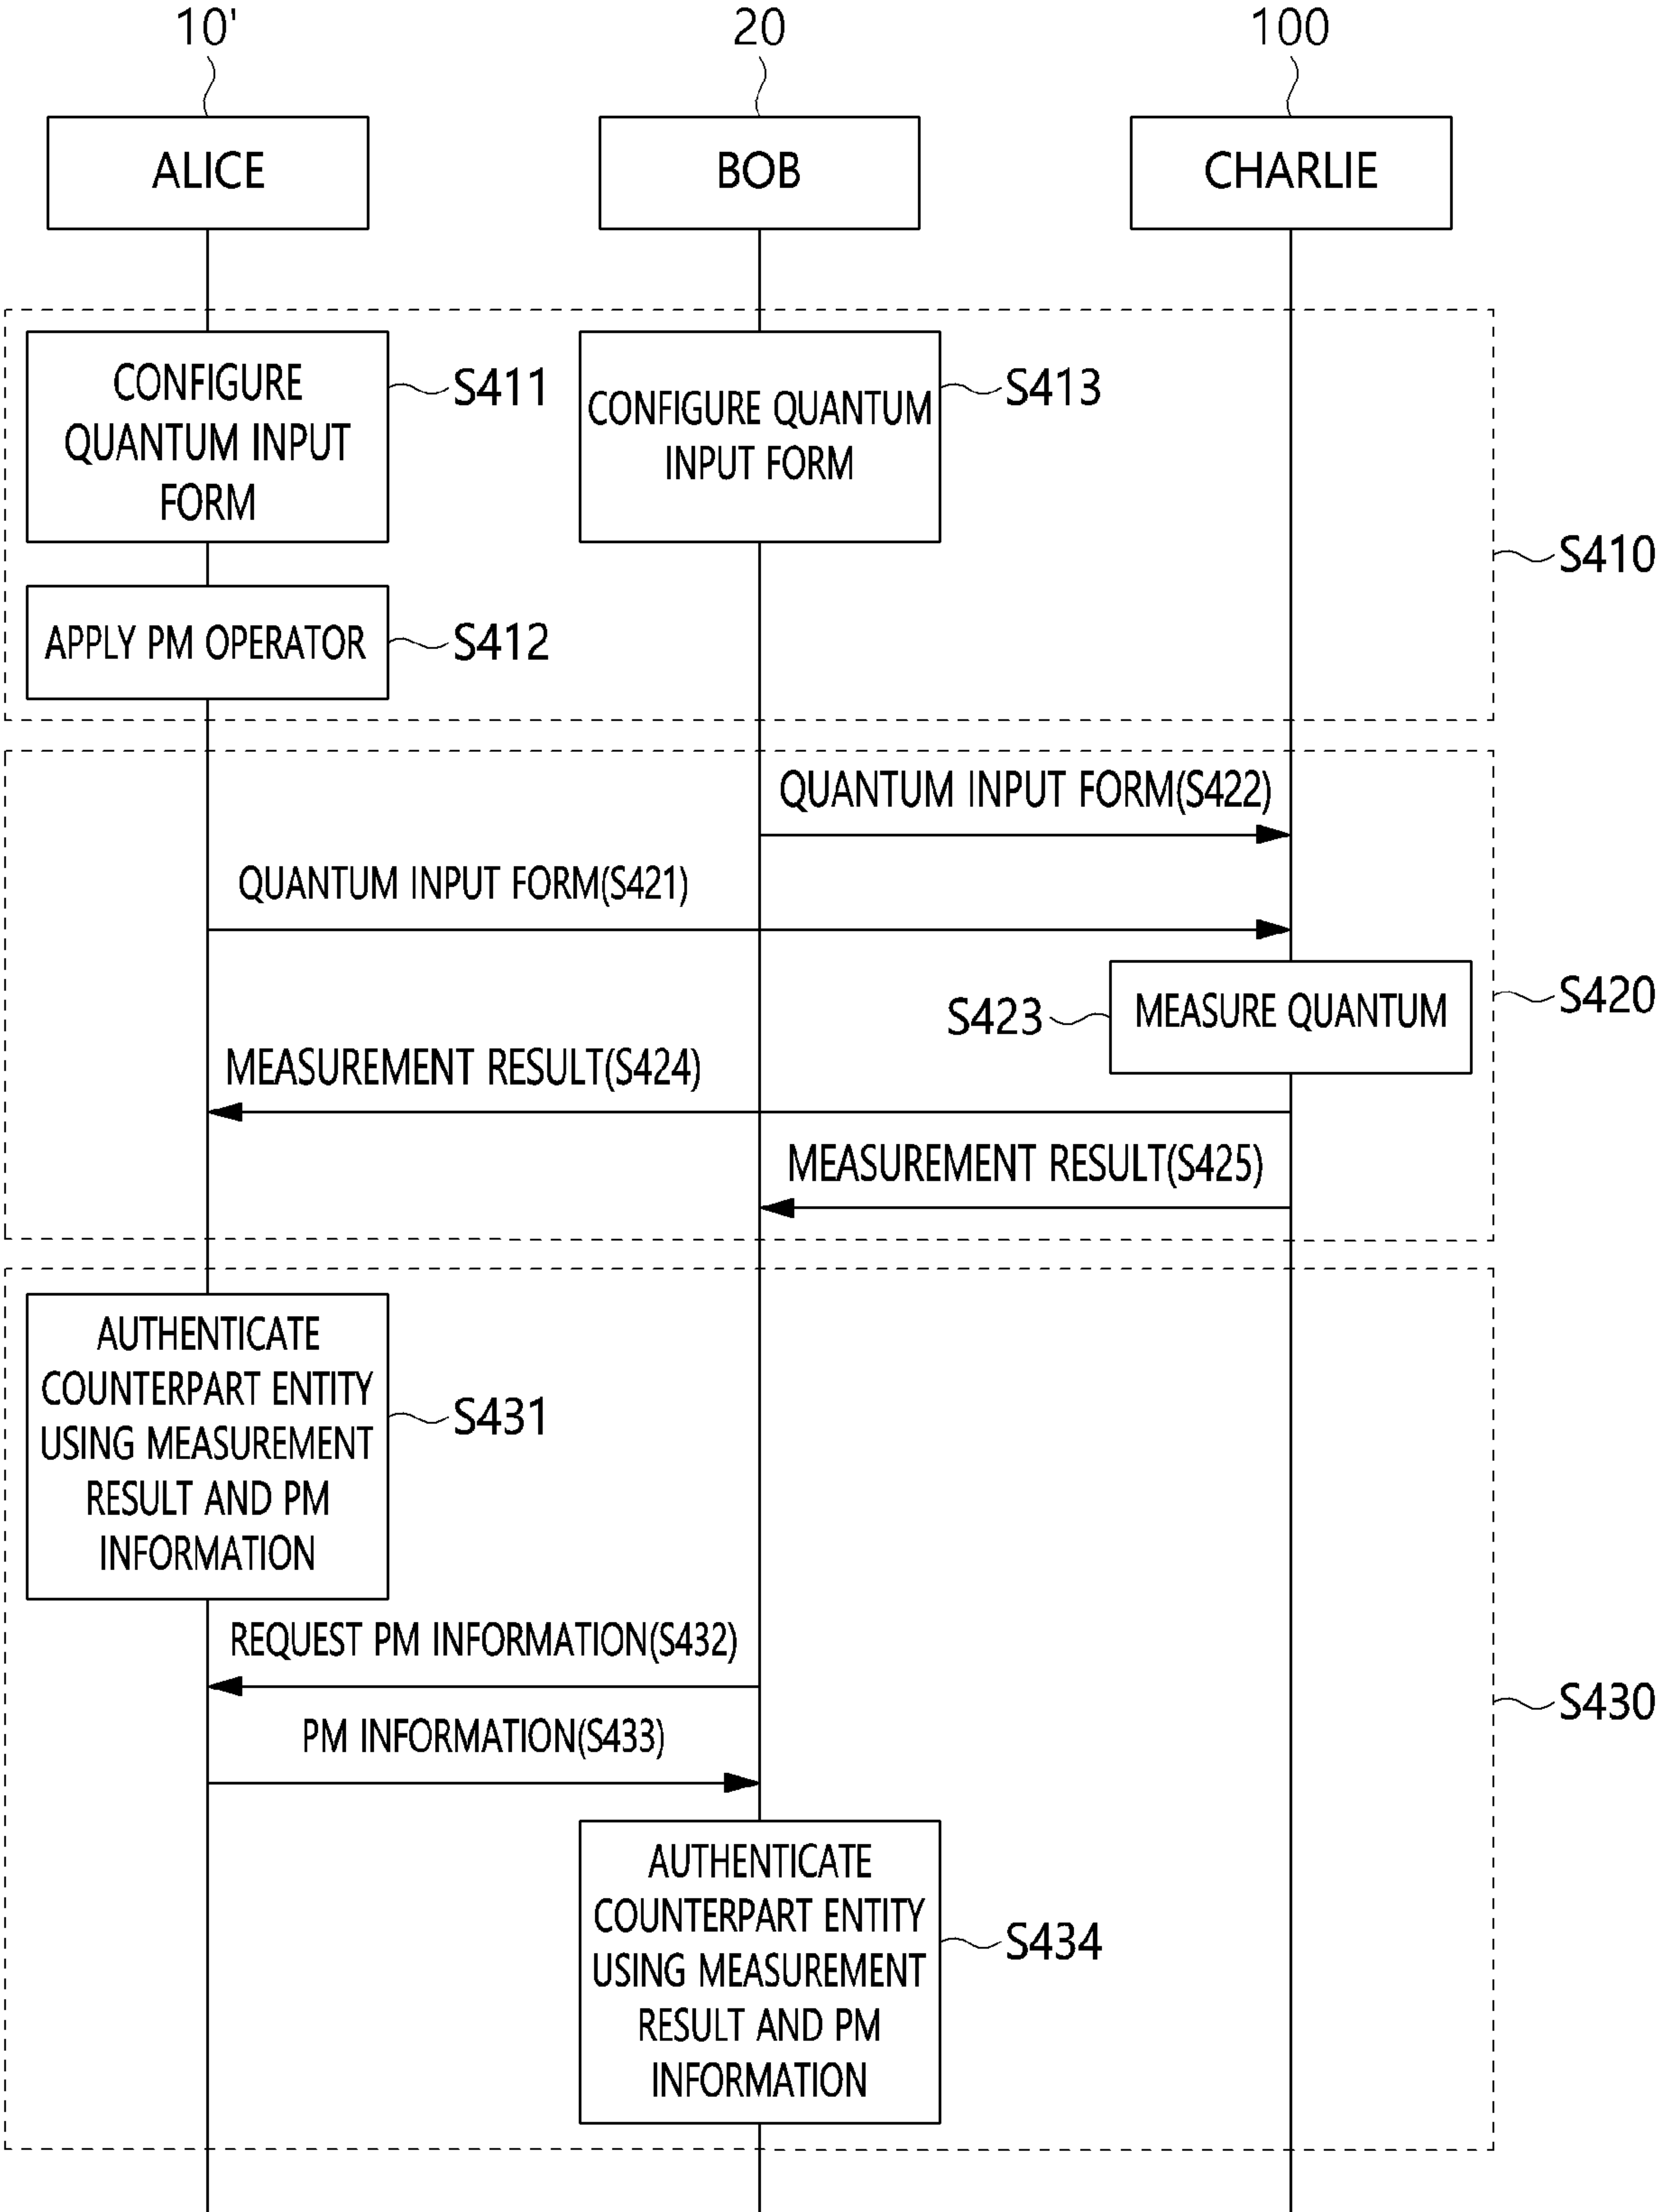 10'
20
100
ALICE
BOB
CHARLIE
CONFIGURE
QUANTUM INPUT
FORM
S411
CONFIGURE QUANTUM
INPUT FORM
S413
S410
APPLY PM OPERATOR
S412
QUANTUM INPUT FORM(S422)
QUANTUM INPUT FORM(S421)
S423
MEASURE QUANTUM
S420
MEASUREMENT RESULT(S424)
MEASUREMENT RESULT(S425)
AUTHENTICATE
COUNTERPART ENTITY
USING MEASUREMENT
RESULT AND PM
INFORMATION
S431
REQUEST PM INFORMATION(S432)
S430
PM INFORMATION(S433)
AUTHENTICATE
COUNTERPART ENTITY
USING MEASUREMENT
RESULT AND PM
INFORMATION
S434